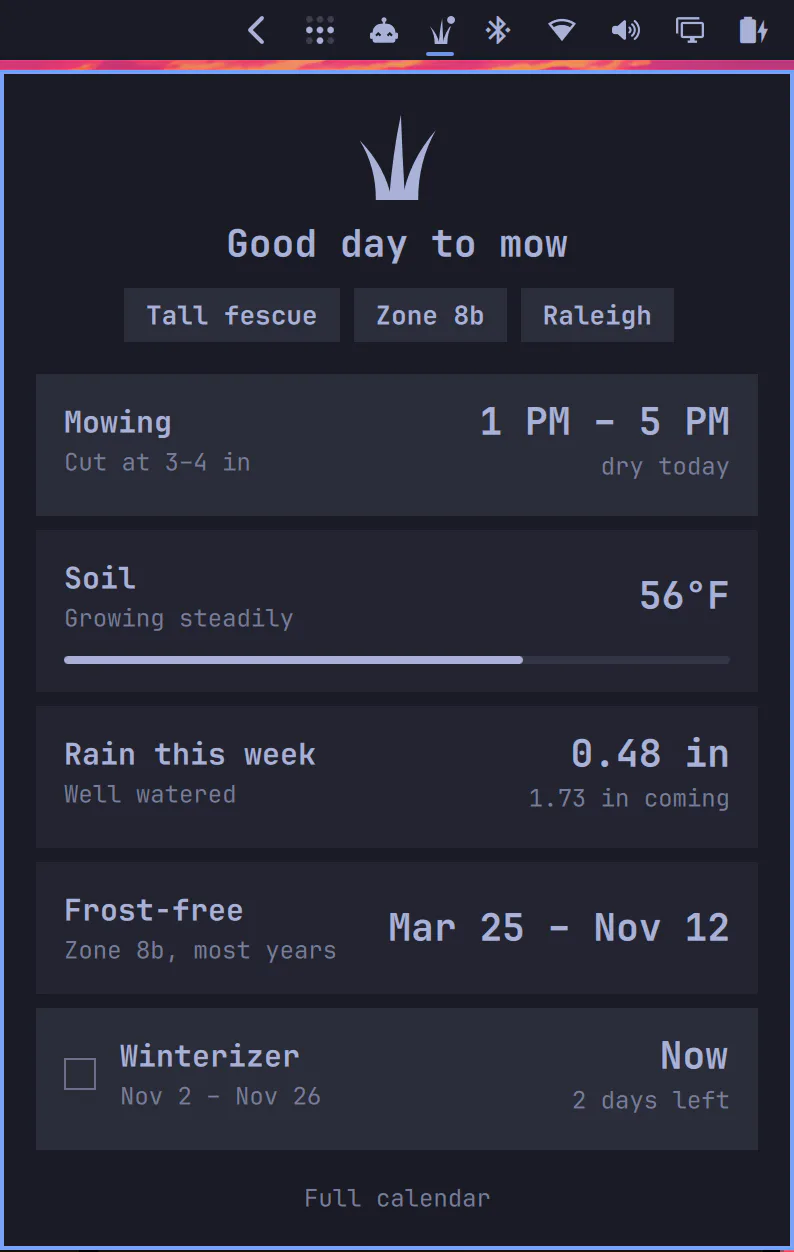 Good day to mow
Tall fescue Zone 8b Raleigh
Mowing
1 PM – 5 PM
Cut at 3–4 in
dry today
Soil
56°F
Growing steadily
Rain this week
0.48 in
Well watered
1.73 in coming
Frost-free
Mar 25 – Nov 12
Zone 8b, most years
Winterizer
Now
Nov 2 – Nov 26
2 days left
Full calendar